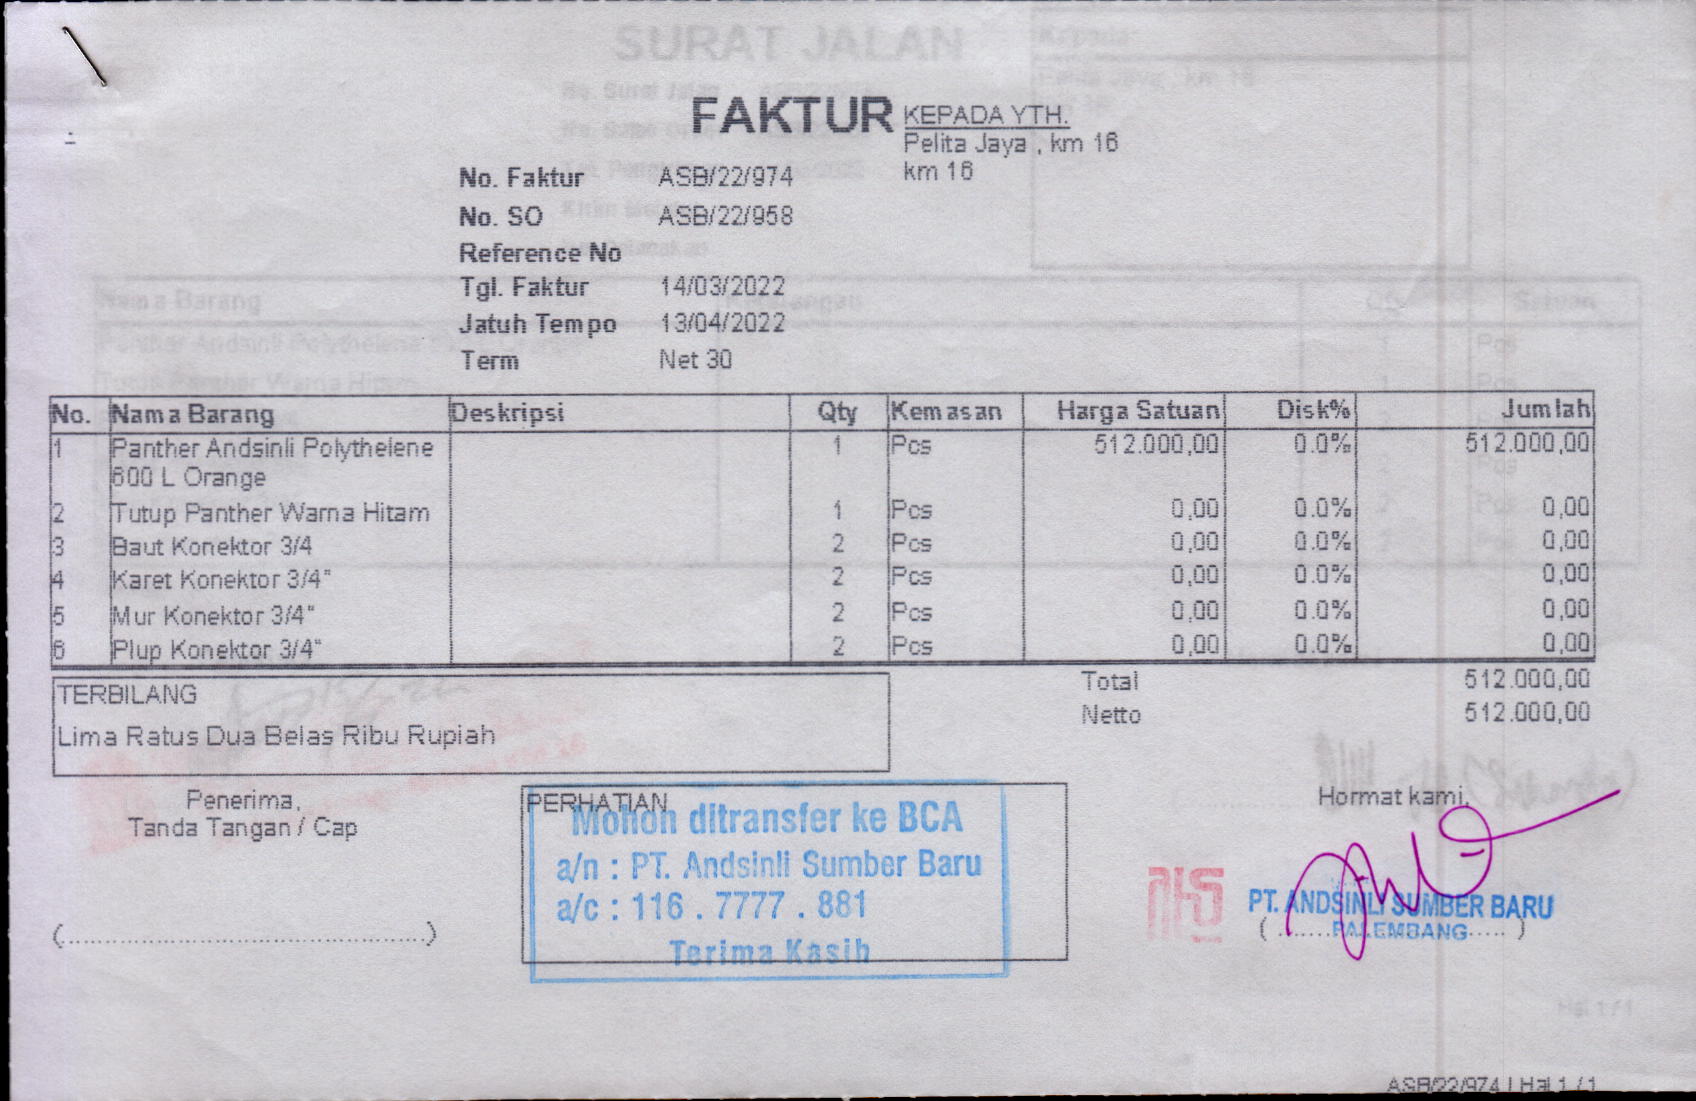 SURAT JALAN
FAKTUR
KEPADA YTH.
Pelita Jaya , km 16
km 16
No. Faktur ASB/22/974
No. SO ASB/22/958
Reference No
Tgl. Faktur 14/03/2022
Jatuh Tempo 13/04/2022
Term Net 30
No. Nama Barang Deskripsi Qty Kemasan Harga Satuan Disk% Jumlah
1 Panther Andsinli Polythelene 1 Pcs 512.000,00 0.0% 512.000,00
600 L Orange
2 Tutup Panther Warna Hitam 1 Pcs 0,00 0.0% 0,00
3 Baut Konektor 3/4 2 Pcs 0,00 0.0% 0,00
4 Karet Konektor 3/4" 2 Pcs 0,00 0.0% 0,00
5 Mur Konektor 3/4" 2 Pcs 0,00 0.0% 0,00
6 Plup Konektor 3/4" 2 Pcs 0,00 0.0% 0,00
Total 512.000,00
Netto 512.000,00
TERBILANG
Lima Ratus Dua Belas Ribu Rupiah
Penerima,
Tanda Tangan / Cap
(..........................................)
PERHATIAN
Mohon ditransfer ke BCA
a/n : PT. Andsinli Sumber Baru
a/c : 116 . 7777 . 881
Terima Kasih
Hormat kami,
PT. ANDSINLI SUMBER BARU
PALEMBANG
Hal 1 / 1
ASB/22/974 | Hal 1 / 1